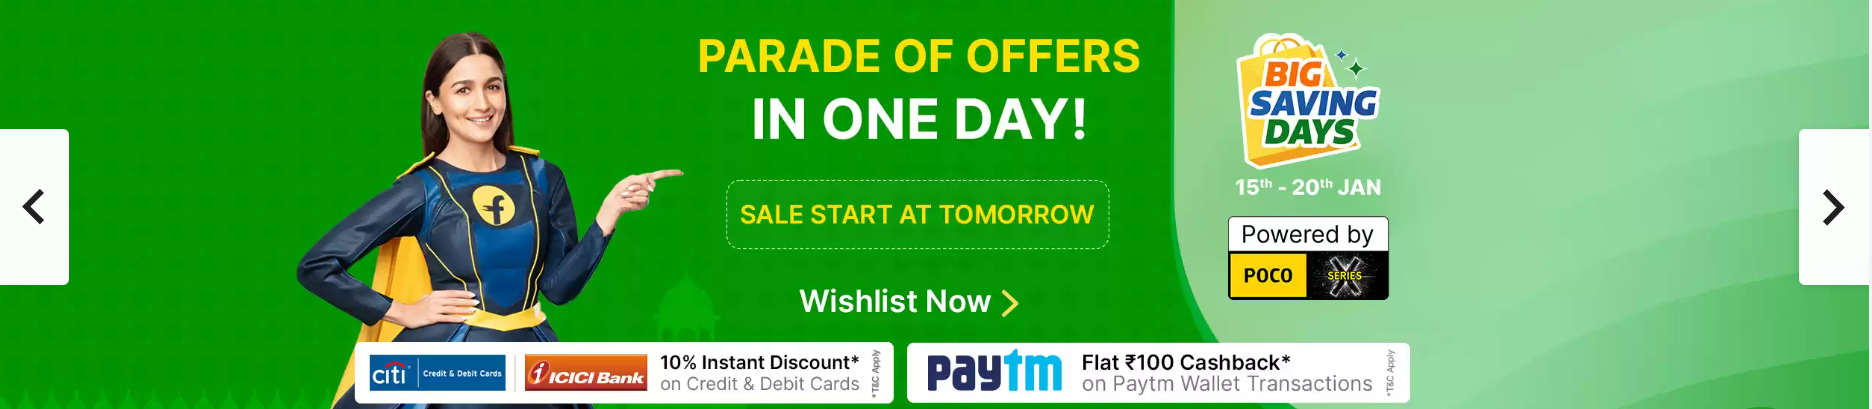 PARADE OF OFFERS
IN ONE DAY!
SALE START AT TOMORROW
Wishlist Now
BIG
SAVING
DAYS
15th - 20th JAN
Powered by
POCO X SERIES
f
citi Credit & Debit Cards
i ICICI Bank
10% Instant Discount*
on Credit & Debit Cards
*T&C Apply
paytm
Flat ₹100 Cashback*
on Paytm Wallet Transactions
*T&C Apply